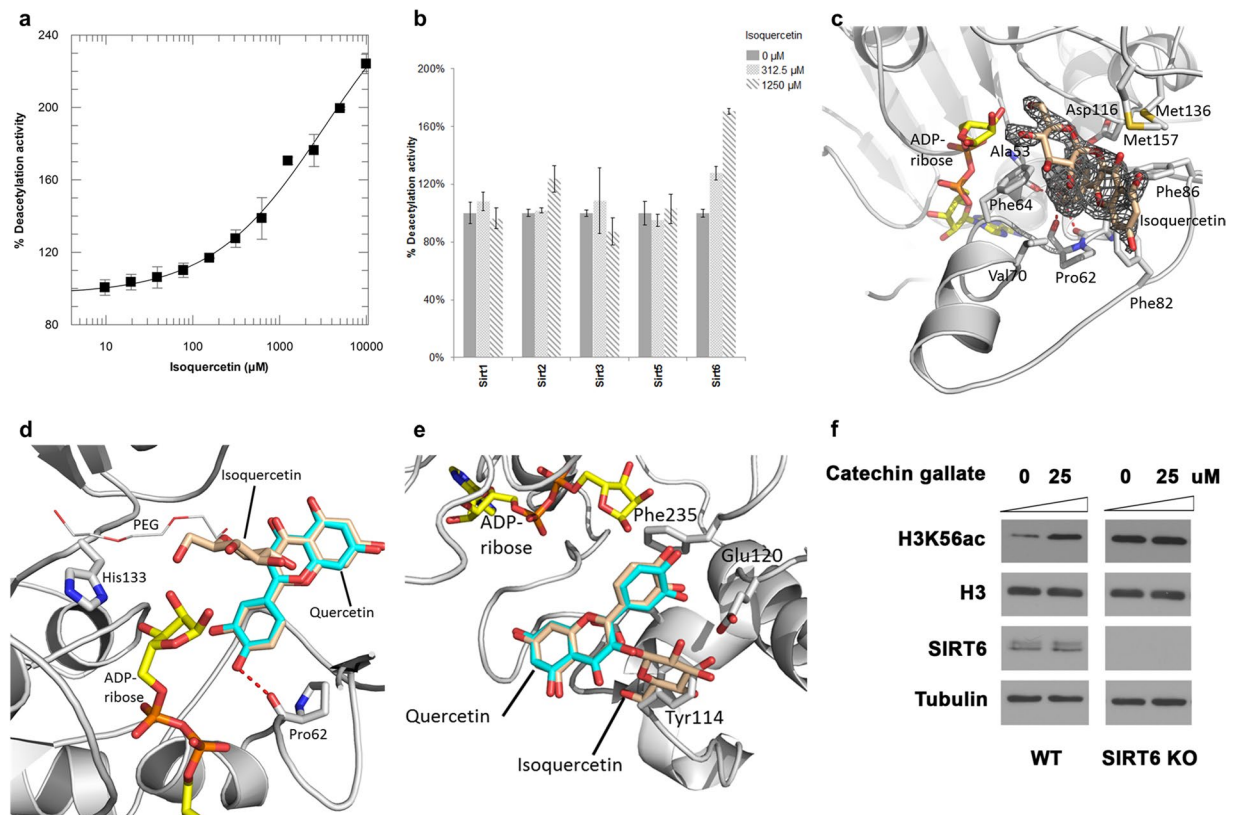 a
240
200
160
120
80
% Deacetylation activity
10
100
1000
10000
Isoquercetin (µM)
b
Isoquercetin
0 µM
312.5 µM
1250 µM
200%
160%
120%
80%
40%
0%
% Deacetylation activity
Sirt1
Sirt2
Sirt3
Sirt5
Sirt6
c
Asp116
Met136
ADP-
ribose
Ala53
Met157
Phe64
Phe86
Isoquercetin
Val70
Pro62
Phe82
d
Isoquercetin
PEG
His133
Quercetin
ADP-
ribose
Pro62
e
ADP-
ribose
Phe235
Glu120
Quercetin
Tyr114
Isoquercetin
f
Catechin gallate 0 25 0 25 uM
H3K56ac
H3
SIRT6
Tubulin
WT SIRT6 KO